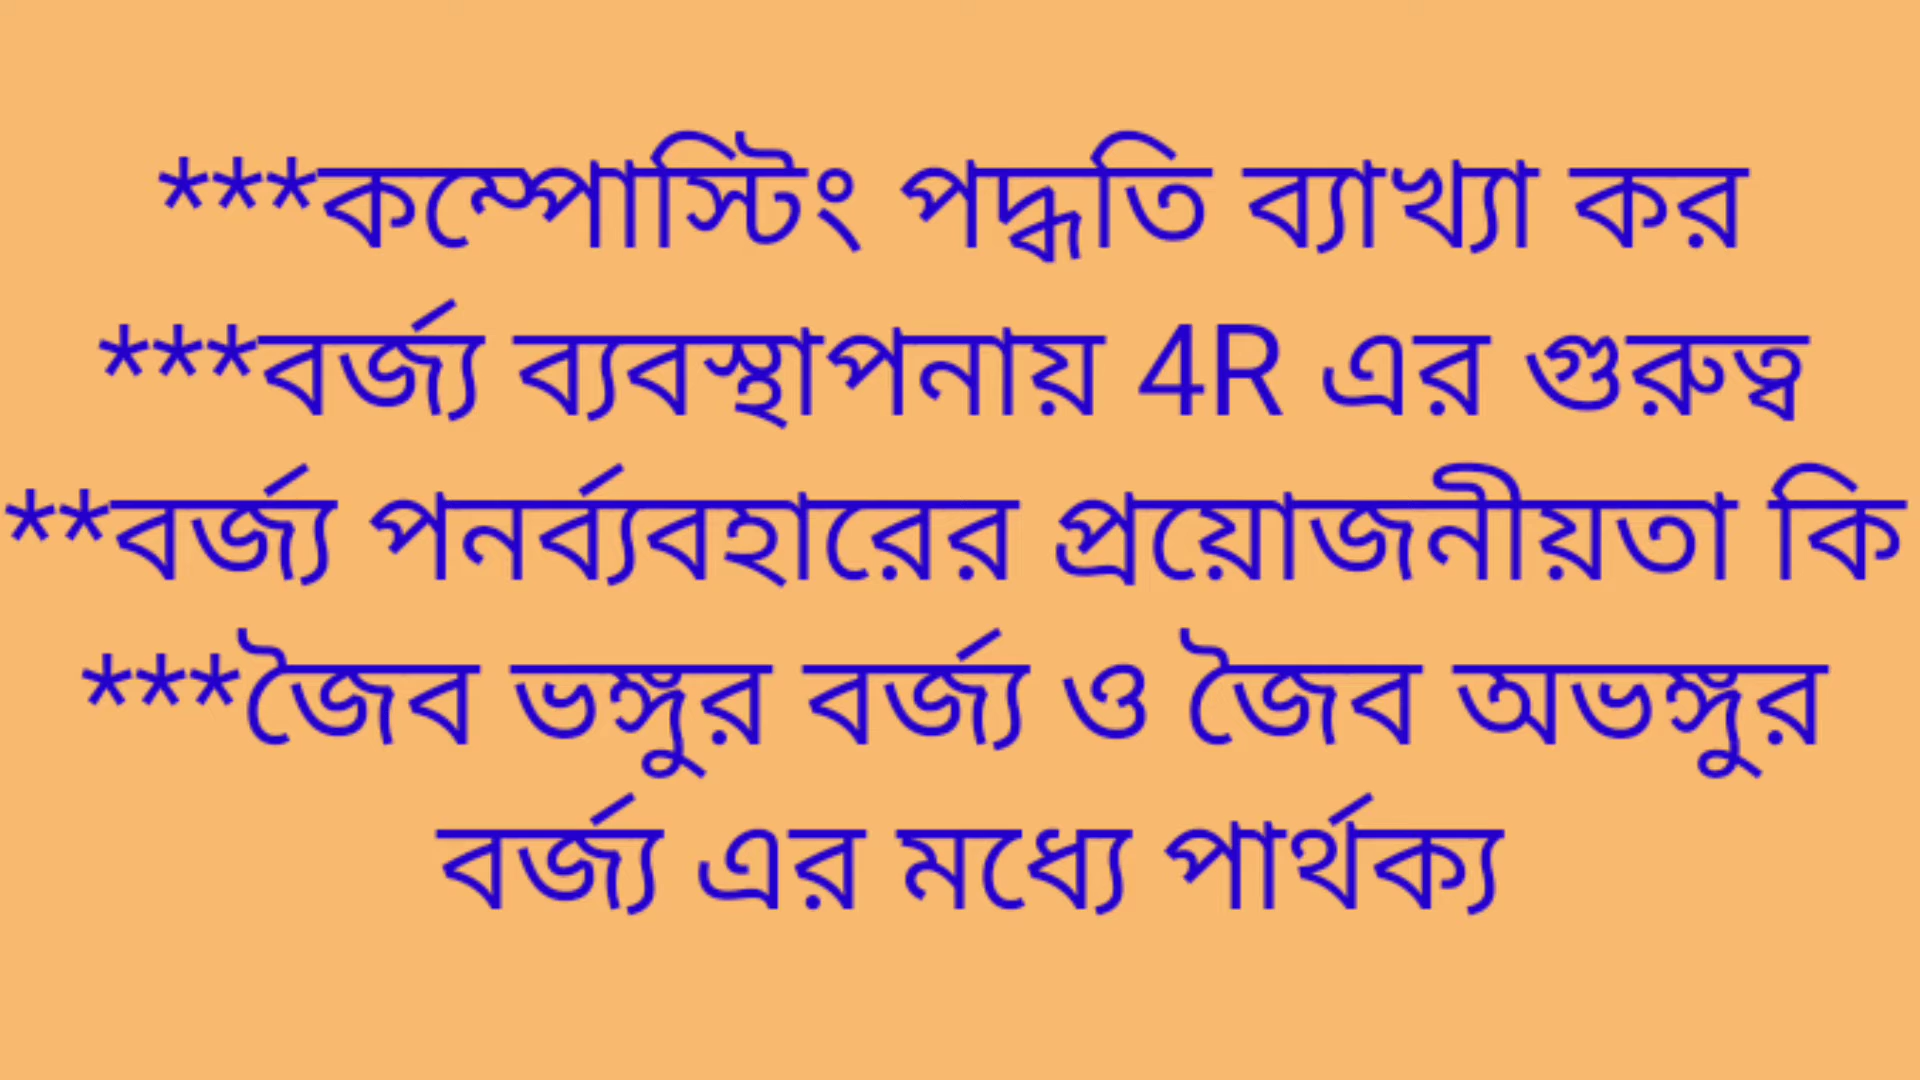 ***কম্পোস্টিং পদ্ধতি ব্যাখ্যা কর
***বর্জ্য ব্যবস্থাপনায় 4R এর গুরুত্ব
**বর্জ্য পনর্ব্যবহারের প্রয়োজনীয়তা কি
***জৈব ভঙ্গুর বর্জ্য ও জৈব অভঙ্গুর
বর্জ্য এর মধ্যে পার্থক্য